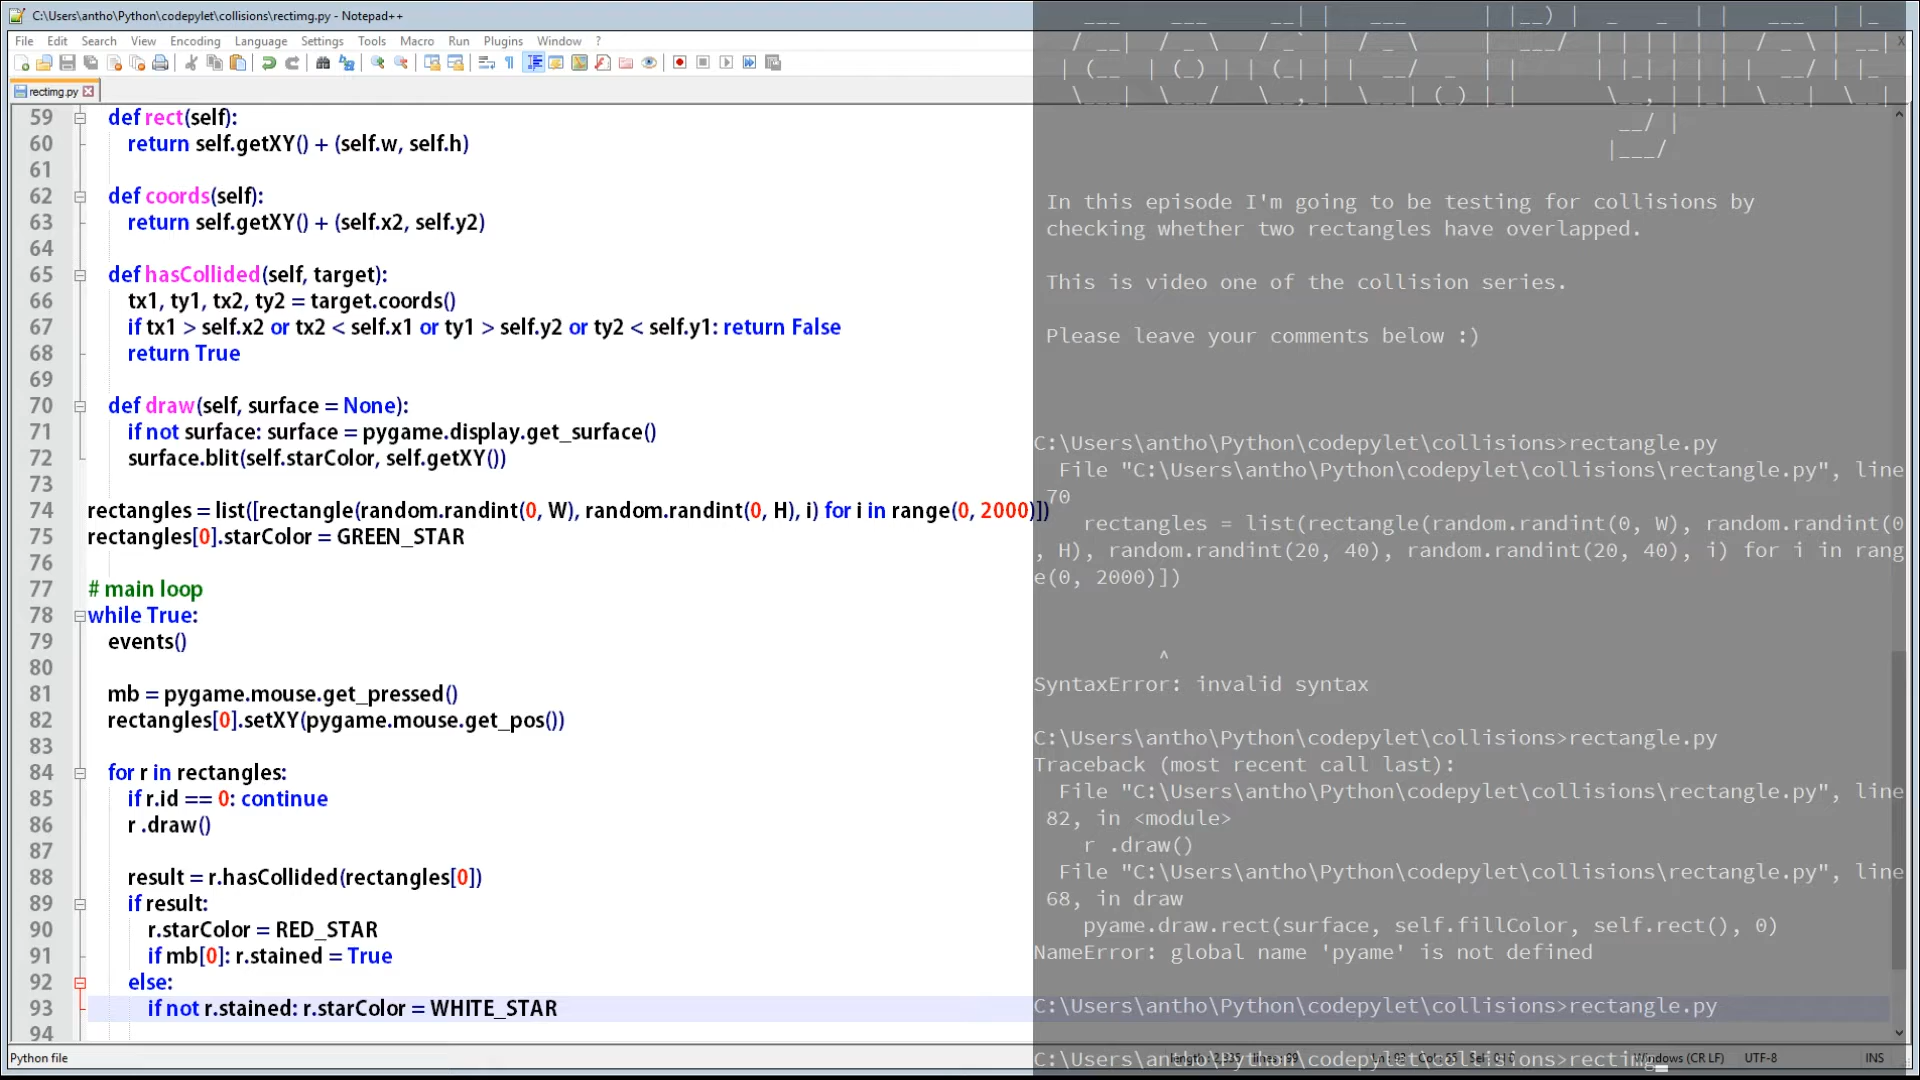 C:\Users\antho\Python\codepylet\collisions\rectimg.py - Notepad++
File Edit Search View Encoding Language Settings Tools Macro Run Plugins Window ?
rectimg.py
59 def rect(self):
60 return self.getXY() + (self.w, self.h)
61
62 def coords(self):
63 return self.getXY() + (self.x2, self.y2)
64
65 def hasCollided(self, target):
66 tx1, ty1, tx2, ty2 = target.coords()
67 if tx1 > self.x2 or tx2 < self.x1 or ty1 > self.y2 or ty2 < self.y1: return False
68 return True
69
70 def draw(self, surface = None):
71 if not surface: surface = pygame.display.get_surface()
72 surface.blit(self.starColor, self.getXY())
73
74 rectangles = list([rectangle(random.randint(0, W), random.randint(0, H), i) for i in range(0, 2000)])
75 rectangles[0].starColor = GREEN_STAR
76
77 # main loop
78 while True:
79 events()
80
81 mb = pygame.mouse.get_pressed()
82 rectangles[0].setXY(pygame.mouse.get_pos())
83
84 for r in rectangles:
85 if r.id == 0: continue
86 r .draw()
87
88 result = r.hasCollided(rectangles[0])
89 if result:
90 r.starColor = RED_STAR
91 if mb[0]: r.stained = True
92 else:
93 if not r.stained: r.starColor = WHITE_STAR
94
Python file
In this episode I'm going to be testing for collisions by
checking whether two rectangles have overlapped.
This is video one of the collision series.
Please leave your comments below :)
C:\Users\antho\Python\codepylet\collisions>rectangle.py
File "C:\Users\antho\Python\codepylet\collisions\rectangle.py", line
70
rectangles = list(rectangle(random.randint(0, W), random.randint(0
, H), random.randint(20, 40), random.randint(20, 40), i) for i in rang
e(0, 2000)])
^
SyntaxError: invalid syntax
C:\Users\antho\Python\codepylet\collisions>rectangle.py
Traceback (most recent call last):
File "C:\Users\antho\Python\codepylet\collisions\rectangle.py", line
82, in <module>
r .draw()
File "C:\Users\antho\Python\codepylet\collisions\rectangle.py", line
68, in draw
pyame.draw.rect(surface, self.fillColor, self.rect(), 0)
NameError: global name 'pyame' is not defined
C:\Users\antho\Python\codepylet\collisions>rectangle.py
C:\Users\antho\Python\codepylet\collisions>rectimg
Windows (CR LF) UTF-8 INS